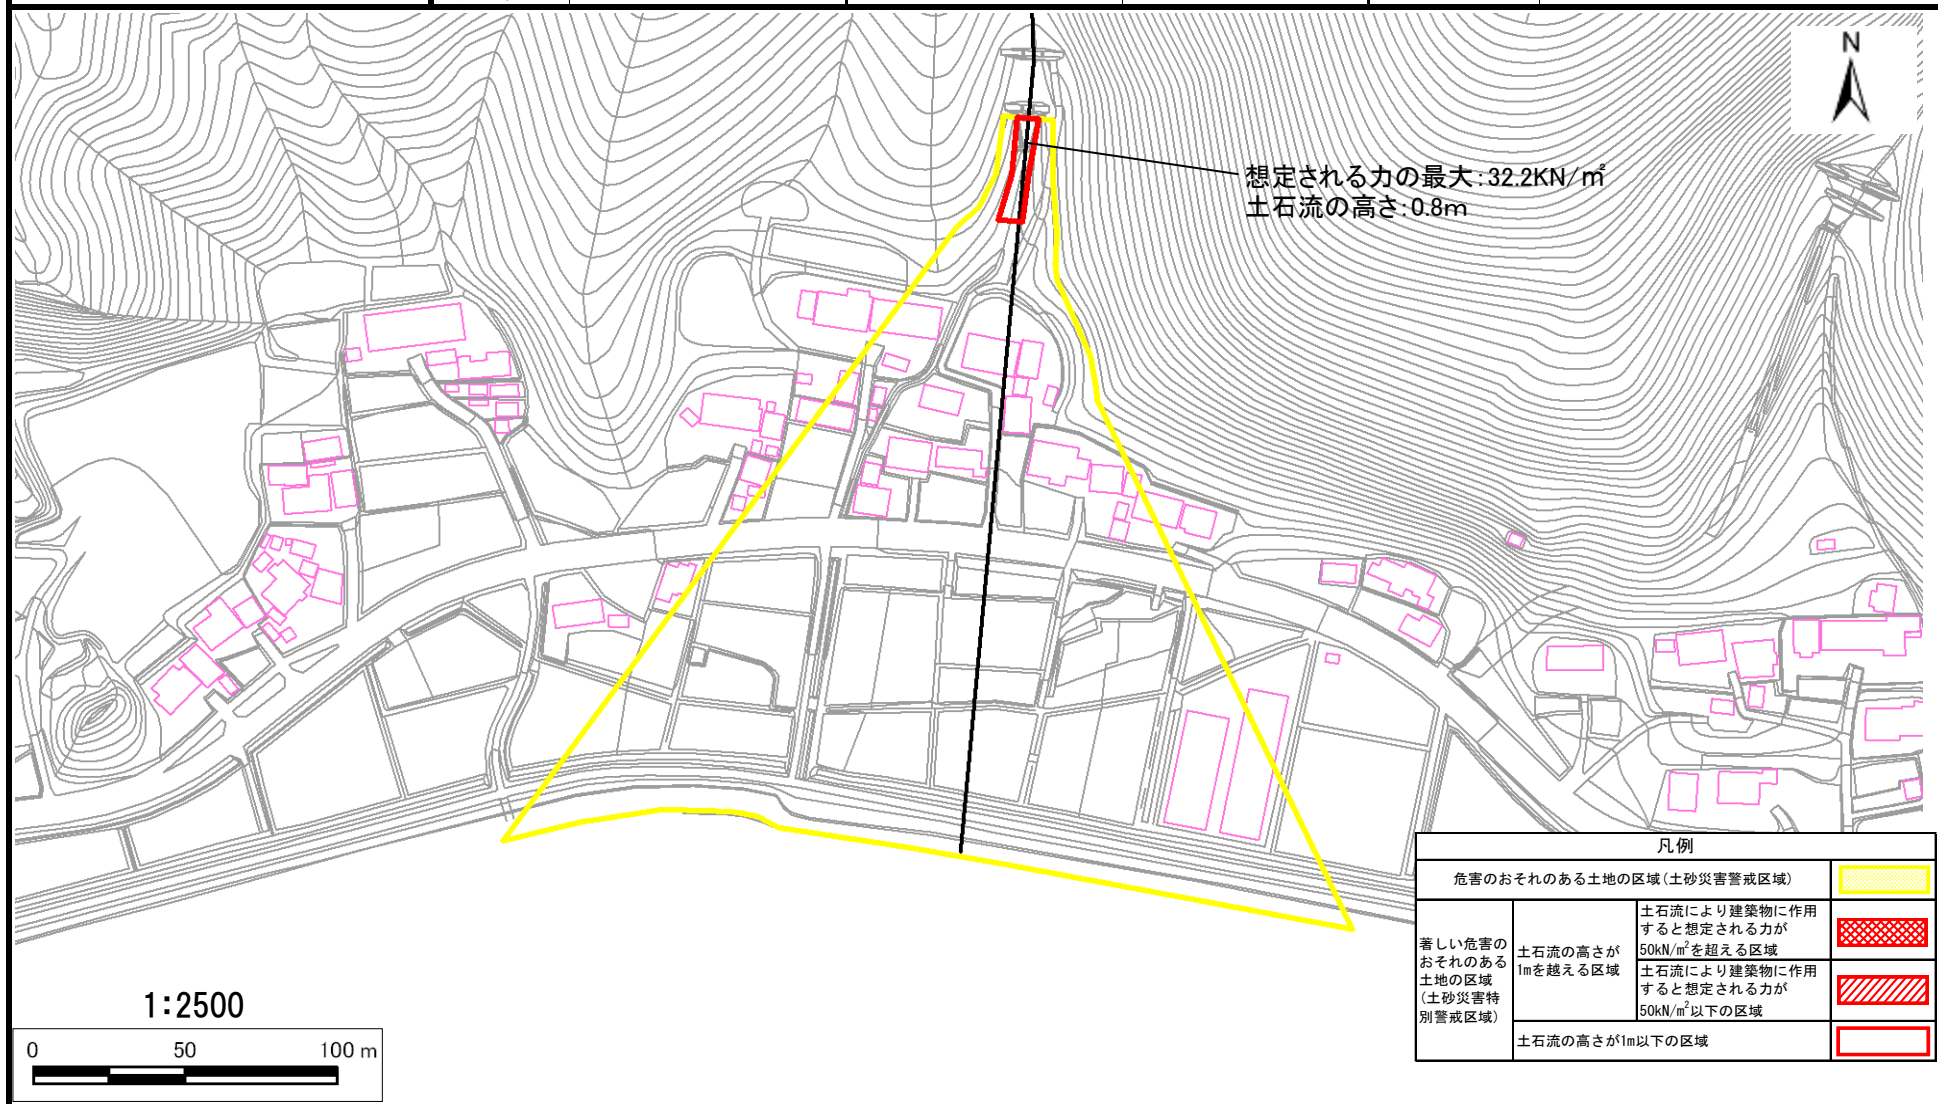 N
想定される力の最大:32.2KN/㎡
土石流の高さ:0.8m
1:2500
0 50 100 m
凡例
危害のおそれのある土地の区域(土砂災害警戒区域)
著しい危害の
おそれのある
土地の区域
(土砂災害特
別警戒区域)
土石流の高さが
1mを越える区域
土石流により建築物に作用
すると想定される力が
50kN/㎡を超える区域
土石流により建築物に作用
すると想定される力が
50kN/㎡以下の区域
土石流の高さが1m以下の区域